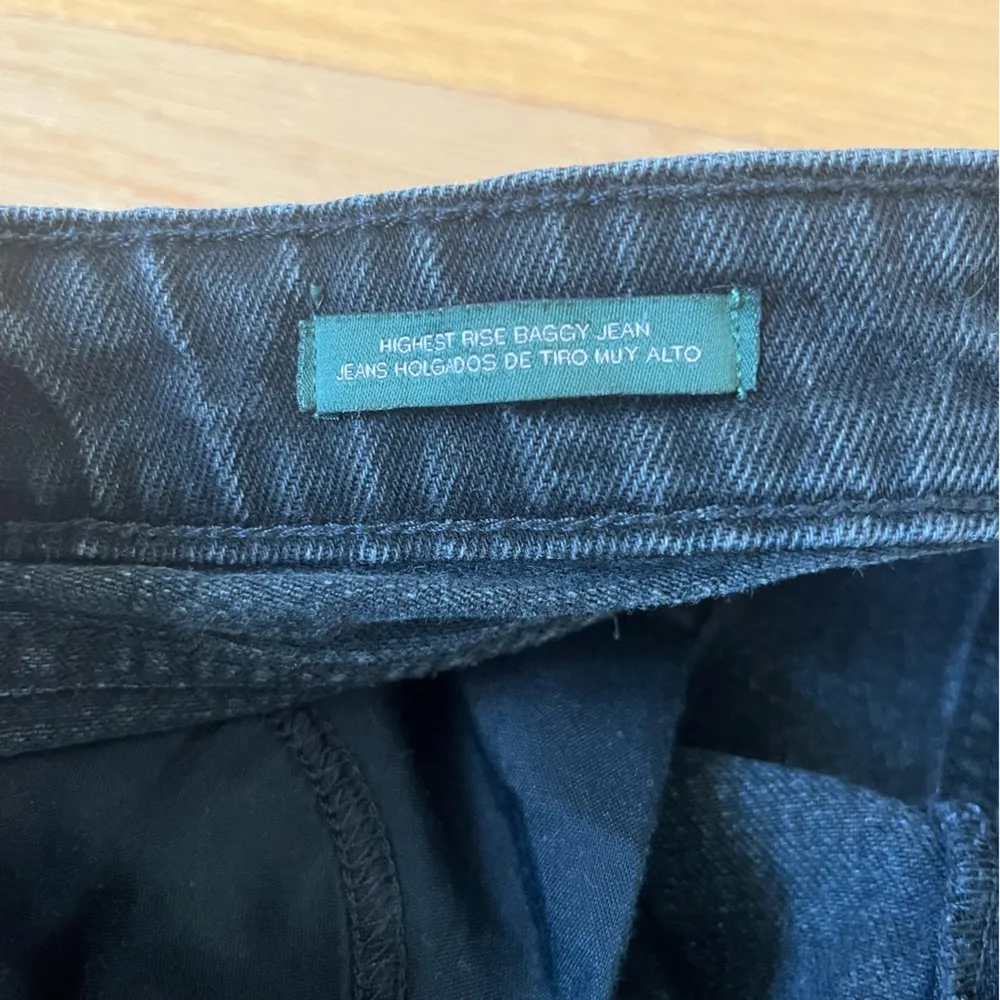 HIGHEST RISE BAGGY JEAN
JEANS HOLGADOS DE TIRO MUY ALTO